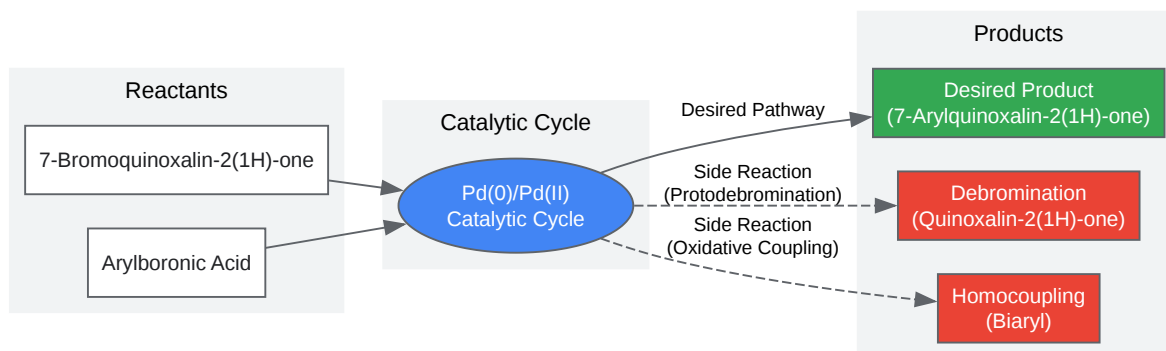 Reactants
7-Bromoquinoxalin-2(1H)-one
Arylboronic Acid
Catalytic Cycle
Pd(0)/Pd(II)
Catalytic Cycle
Desired Pathway
Side Reaction
(Protodebromination)
Side Reaction
(Oxidative Coupling)
Products
Desired Product
(7-Arylquinoxalin-2(1H)-one)
Debromination
(Quinoxalin-2(1H)-one)
Homocoupling
(Biaryl)